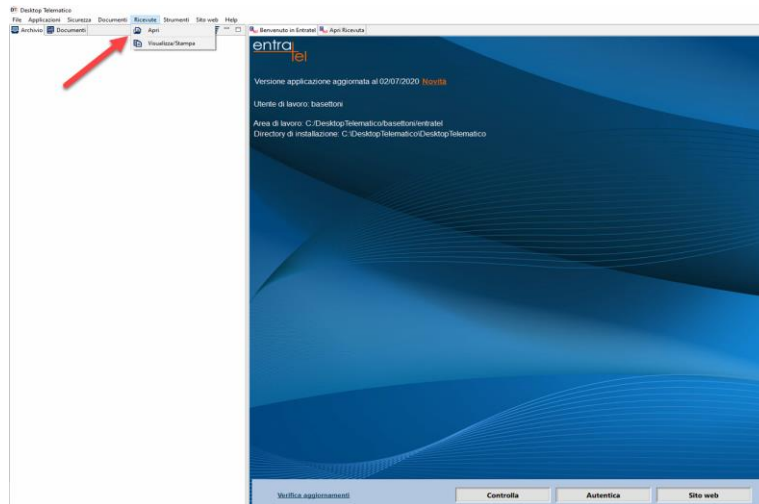 Desktop Telematico
File Applicazioni Sicurezza Documenti Ricevute Strumenti Sito web Help
Archivio Documenti
Apri
Visualizza/Stampa
Benvenuto in Entratel Apri Ricevuta
entratel
Versione applicazione aggiornata al 02/07/2020 Novità
Utente di lavoro: basettoni
Area di lavoro: C:/DesktopTelematico/basettoni/entratel
Directory di installazione: C:\DesktopTelematico\DesktopTelematico
Verifica aggiornamenti Controlla Autentica Sito web